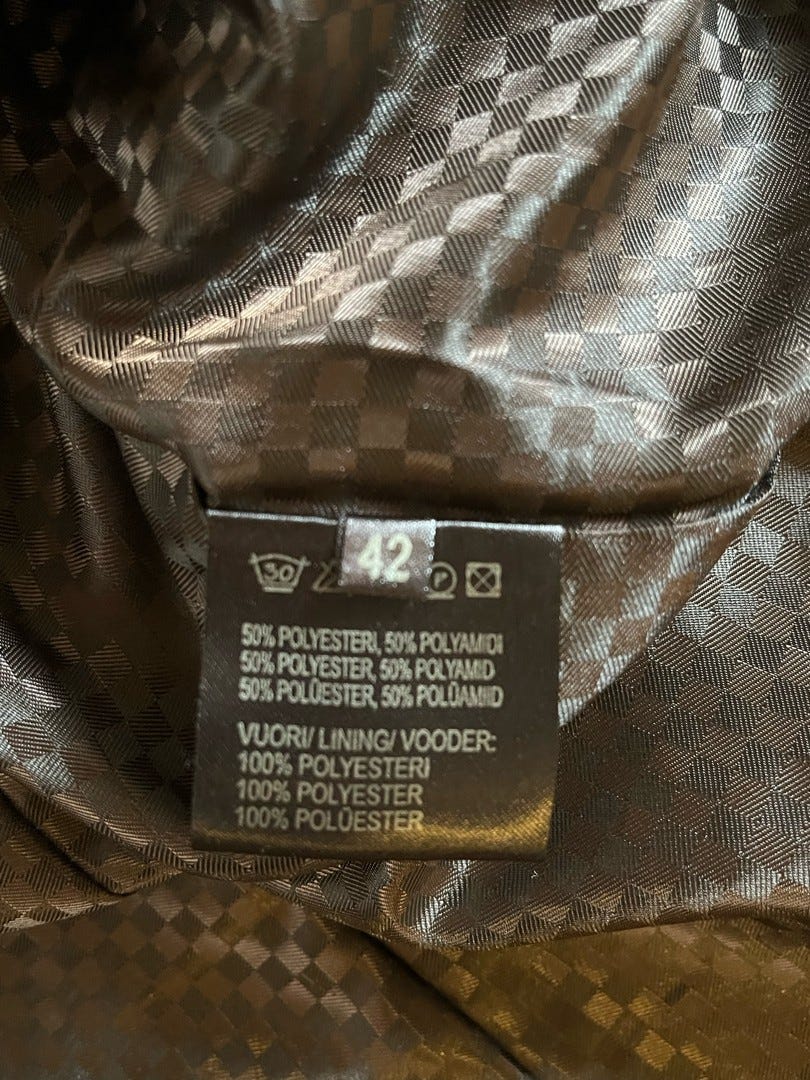 42
30
P
50% POLYESTERI, 50% POLYAMIDI
50% POLYESTER, 50% POLYAMID
50% POLÜESTER, 50% POLÜAMIID
VUORI/ LINING/ VOODER:
100% POLYESTERI
100% POLYESTER
100% POLÜESTER